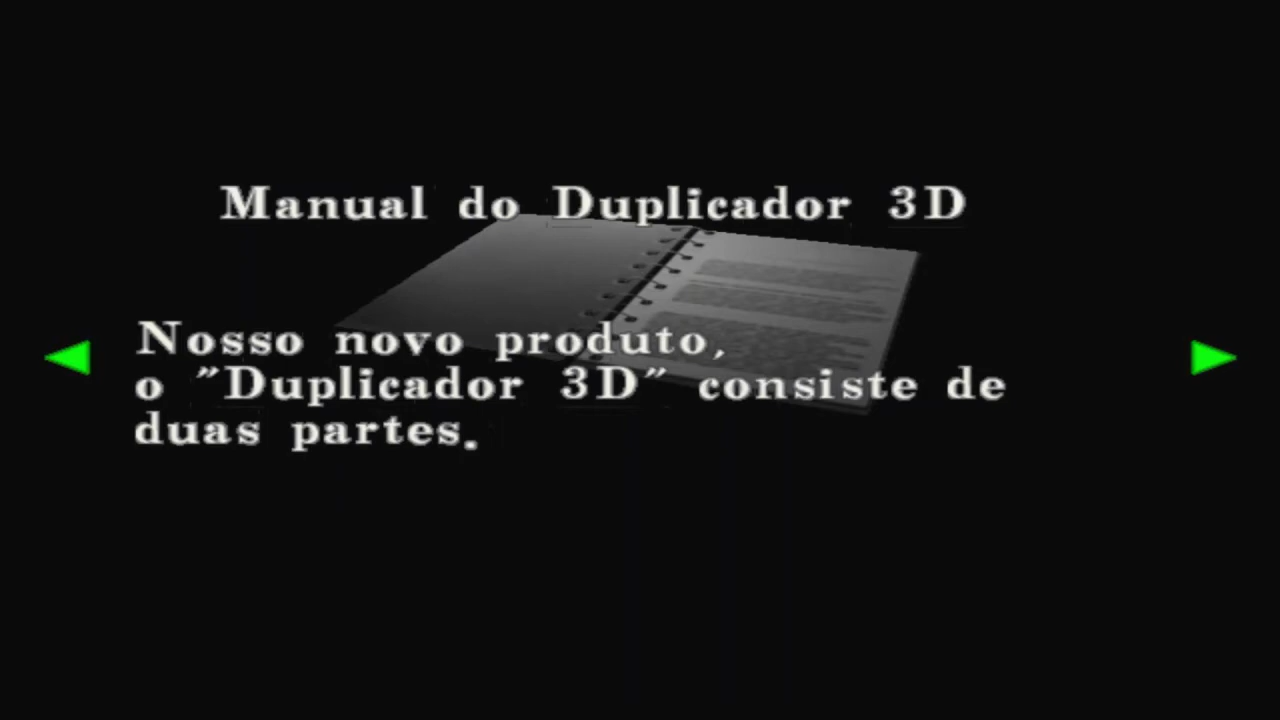 Manual do Duplicador 3D
Nosso novo produto,
o "Duplicador 3D" consiste de
duas partes.